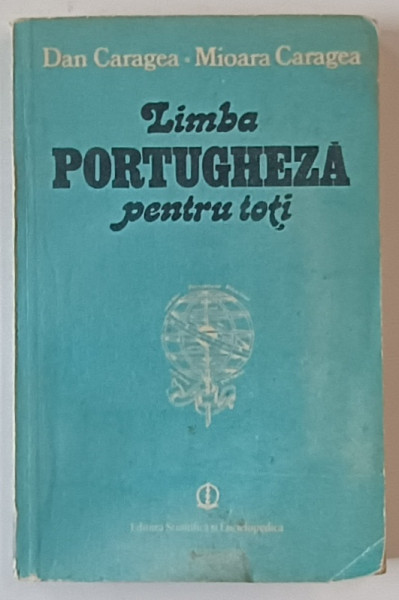 Dan Caragea • Mioara Caragea
Limba
PORTUGHEZĂ
pentru toţi
Editura Ştiinţifică şi Enciclopedică